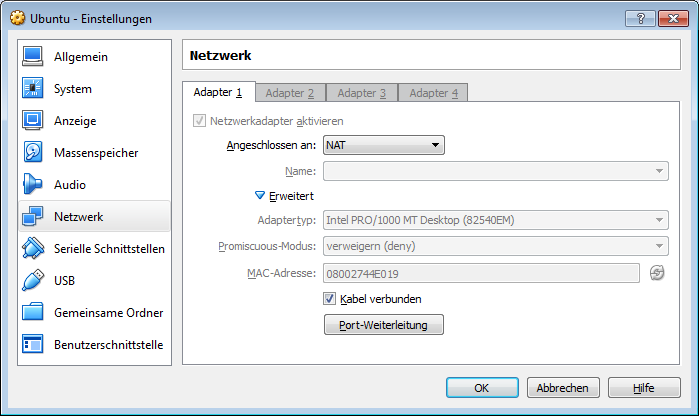 Ubuntu - Einstellungen
Allgemein
System
Anzeige
Massenspeicher
Audio
Netzwerk
Serielle Schnittstellen
USB
Gemeinsame Ordner
Benutzerschnittstelle
Netzwerk
Adapter 1 Adapter 2 Adapter 3 Adapter 4
Netzwerkadapter aktivieren
Angeschlossen an: NAT
Name:
Erweitert
Adaptertyp: Intel PRO/1000 MT Desktop (82540EM)
Promiscuous-Modus: verweigern (deny)
MAC-Adresse: 08002744E019
Kabel verbunden
Port-Weiterleitung
OK Abbrechen Hilfe